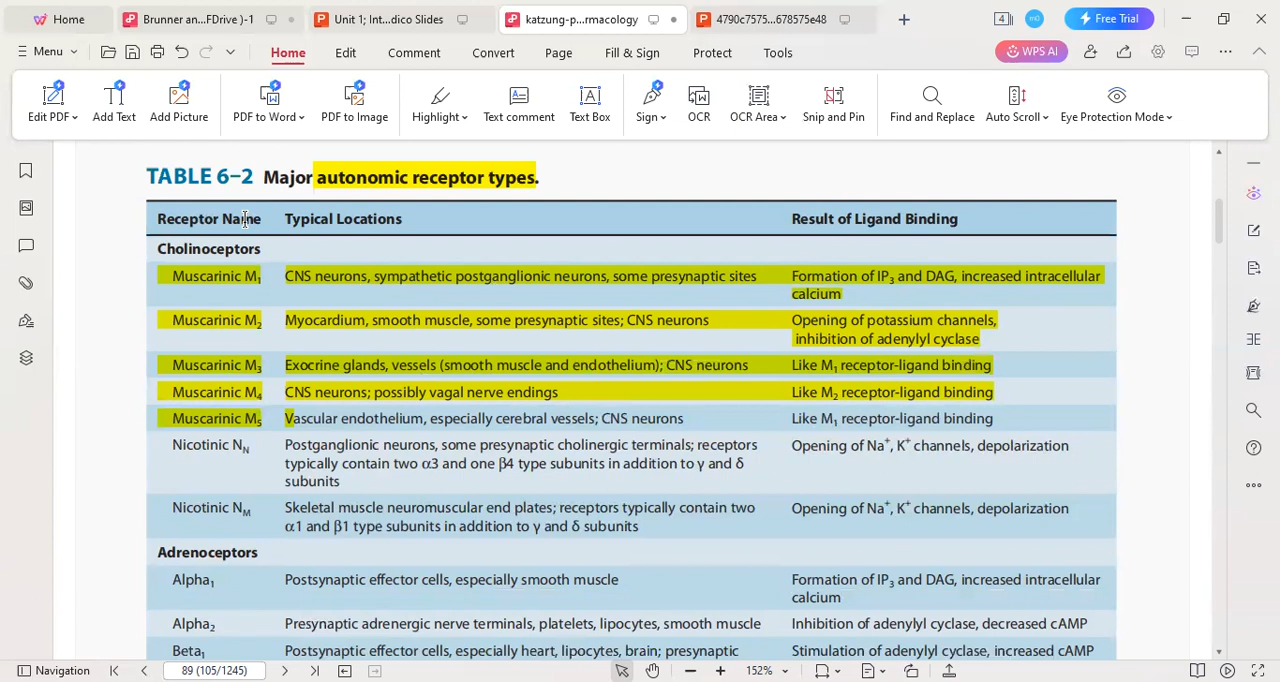 Home
Brunner an...FDrive )-1
Unit 1; Int...dico Slides
katzung-p...rmacology
4790c7575...678575e48
4
Free Trial
Menu
Home
Edit
Comment
Convert
Page
Fill & Sign
Protect
Tools
WPS AI
Edit PDF
Add Text
Add Picture
PDF to Word
PDF to Image
Highlight
Text comment
Text Box
Sign
OCR
OCR Area
Snip and Pin
Find and Replace
Auto Scroll
Eye Protection Mode
TABLE 6–2 Major autonomic receptor types.
Receptor Name Typical Locations Result of Ligand Binding
Cholinoceptors
Muscarinic M1 CNS neurons, sympathetic postganglionic neurons, some presynaptic sites Formation of IP3 and DAG, increased intracellular
calcium
Muscarinic M2 Myocardium, smooth muscle, some presynaptic sites; CNS neurons Opening of potassium channels,
inhibition of adenylyl cyclase
Muscarinic M3 Exocrine glands, vessels (smooth muscle and endothelium); CNS neurons Like M1 receptor-ligand binding
Muscarinic M4 CNS neurons; possibly vagal nerve endings Like M2 receptor-ligand binding
Muscarinic M5 Vascular endothelium, especially cerebral vessels; CNS neurons Like M1 receptor-ligand binding
Nicotinic NN Postganglionic neurons, some presynaptic cholinergic terminals; receptors Opening of Na+, K+ channels, depolarization
typically contain two α3 and one β4 type subunits in addition to γ and δ
subunits
Nicotinic NM Skeletal muscle neuromuscular end plates; receptors typically contain two Opening of Na+, K+ channels, depolarization
α1 and β1 type subunits in addition to γ and δ subunits
Adrenoceptors
Alpha1 Postsynaptic effector cells, especially smooth muscle Formation of IP3 and DAG, increased intracellular
calcium
Alpha2 Presynaptic adrenergic nerve terminals, platelets, lipocytes, smooth muscle Inhibition of adenylyl cyclase, decreased cAMP
Beta1 Postsynaptic effector cells, especially heart, lipocytes, brain; presynaptic Stimulation of adenylyl cyclase, increased cAMP
Navigation
89 (105/1245)
152%